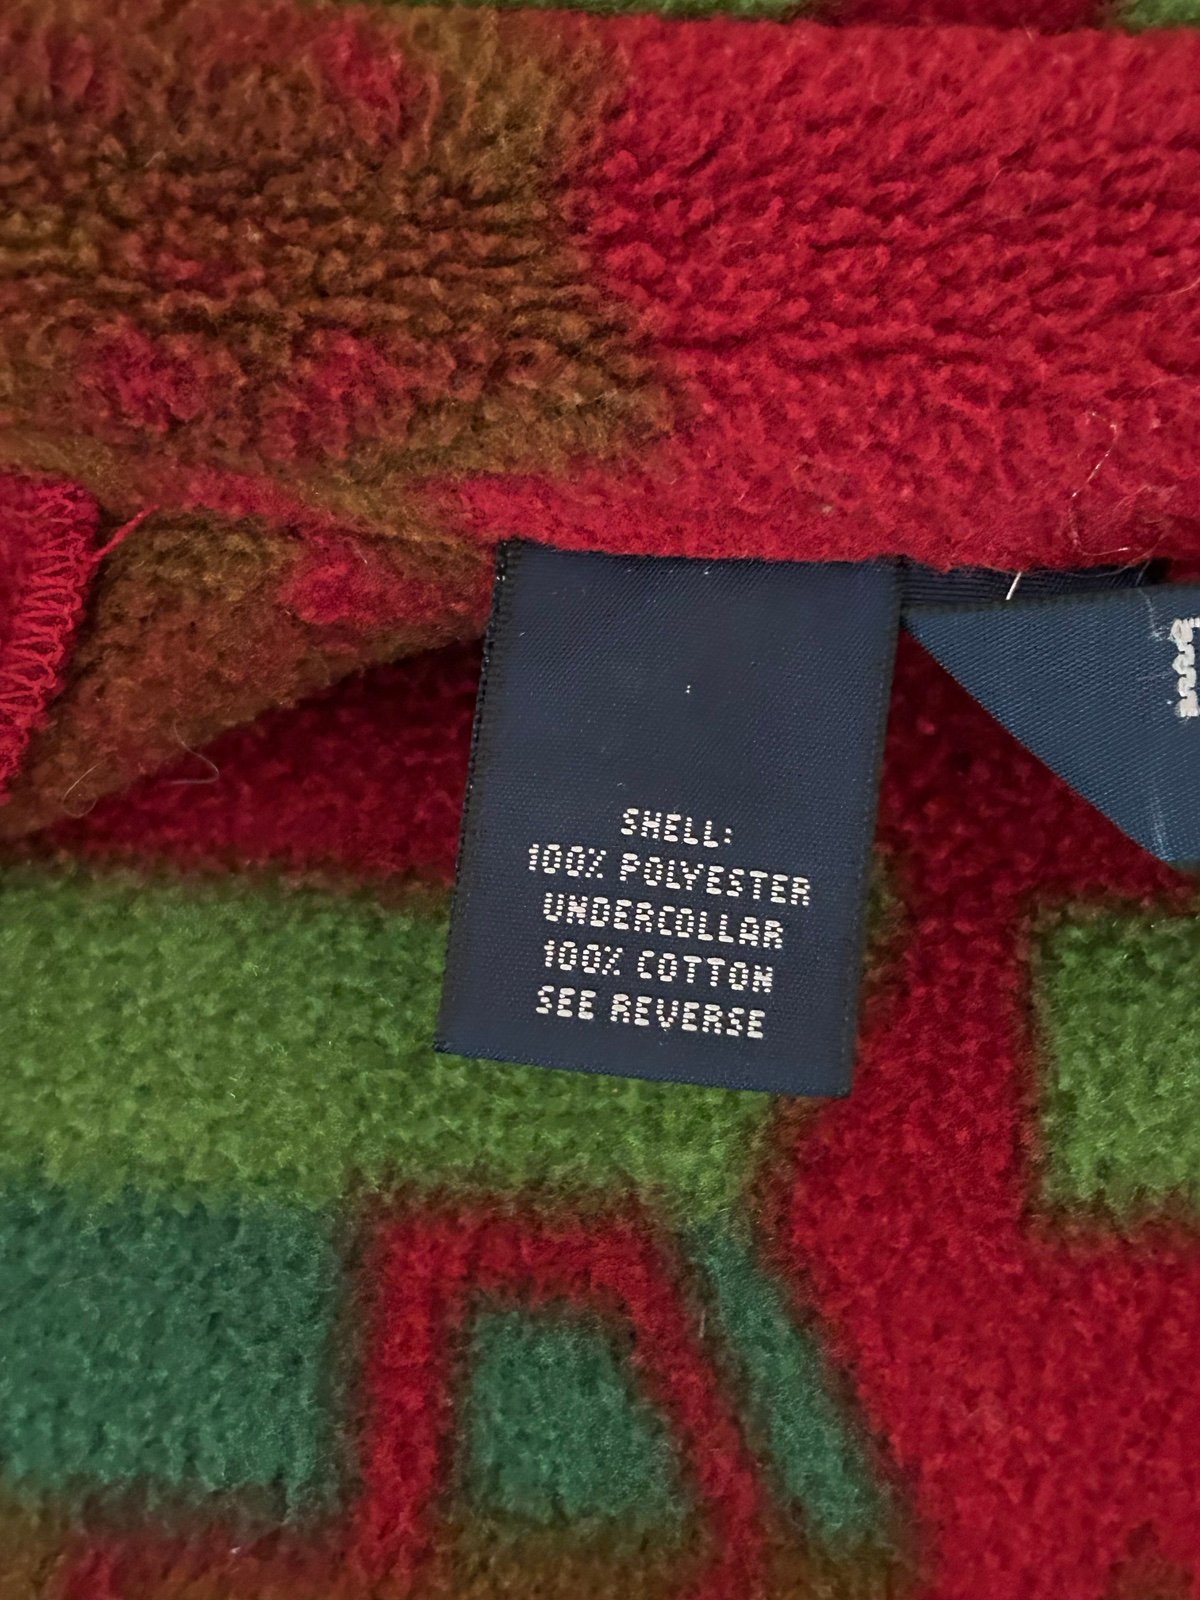 SHELL:
100% POLYESTER
UNDERCOLLAR
100% COTTON
SEE REVERSE